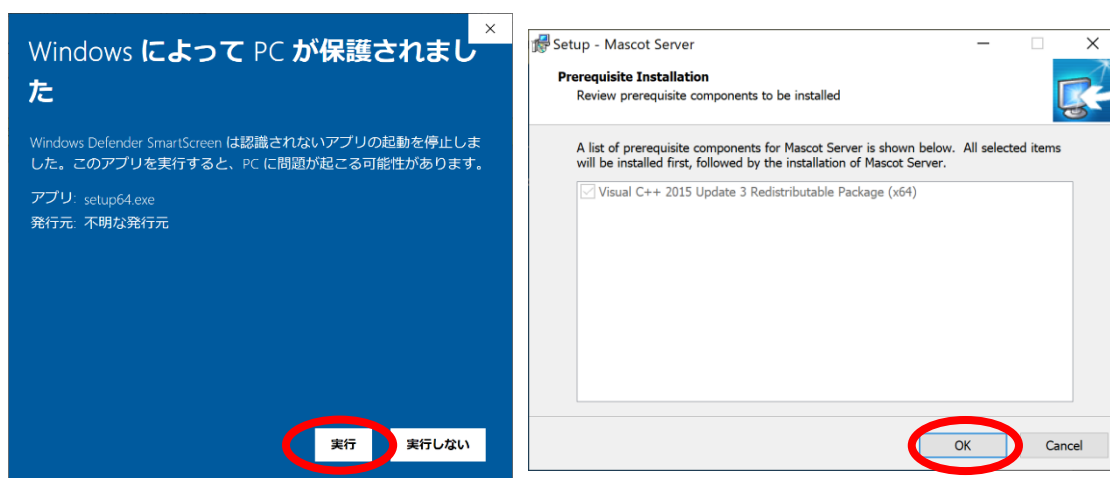 Windows によって PC が保護されまし
た
Windows Defender SmartScreen は認識されないアプリの起動を停止しま
した。このアプリを実行すると、PC に問題が起こる可能性があります。
アプリ: setup64.exe
発行元: 不明な発行元
実行 実行しない
Setup - Mascot Server
Prerequisite Installation
Review prerequisite components to be installed
A list of prerequisite components for Mascot Server is shown below. All selected items
will be installed first, followed by the installation of Mascot Server.
Visual C++ 2015 Update 3 Redistributable Package (x64)
OK Cancel